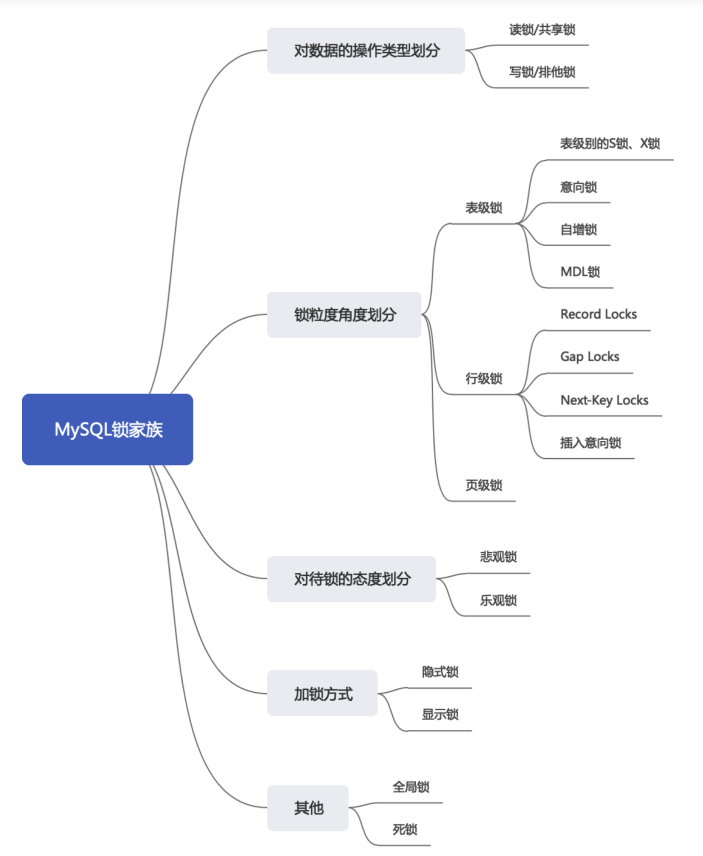 MySQL锁家族
对数据的操作类型划分
读锁/共享锁
写锁/排他锁
锁粒度角度划分
表级锁
表级别的S锁、X锁
意向锁
自增锁
MDL锁
行级锁
Record Locks
Gap Locks
Next-Key Locks
插入意向锁
页级锁
对待锁的态度划分
悲观锁
乐观锁
加锁方式
隐式锁
显示锁
其他
全局锁
死锁